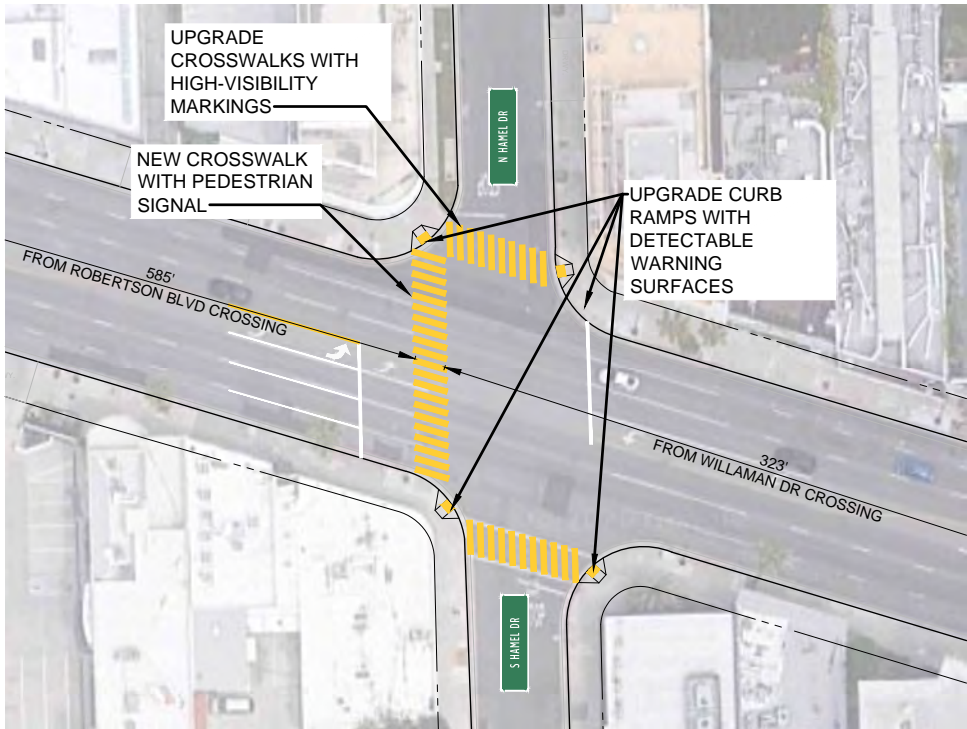 UPGRADE
CROSSWALKS WITH
HIGH-VISIBILITY
MARKINGS
N HAMEL DR
NEW CROSSWALK
WITH PEDESTRIAN
SIGNAL
UPGRADE CURB
RAMPS WITH
DETECTABLE
WARNING
SURFACES
585'
FROM ROBERTSON BLVD CROSSING
323'
FROM WILLAMAN DR CROSSING
S HAMEL DR